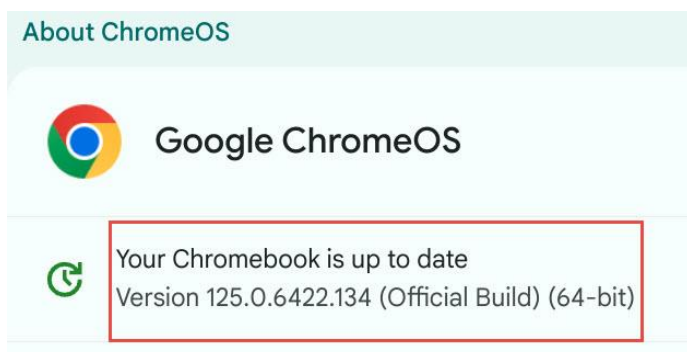 About ChromeOS
Google ChromeOS
Your Chromebook is up to date
Version 125.0.6422.134 (Official Build) (64-bit)